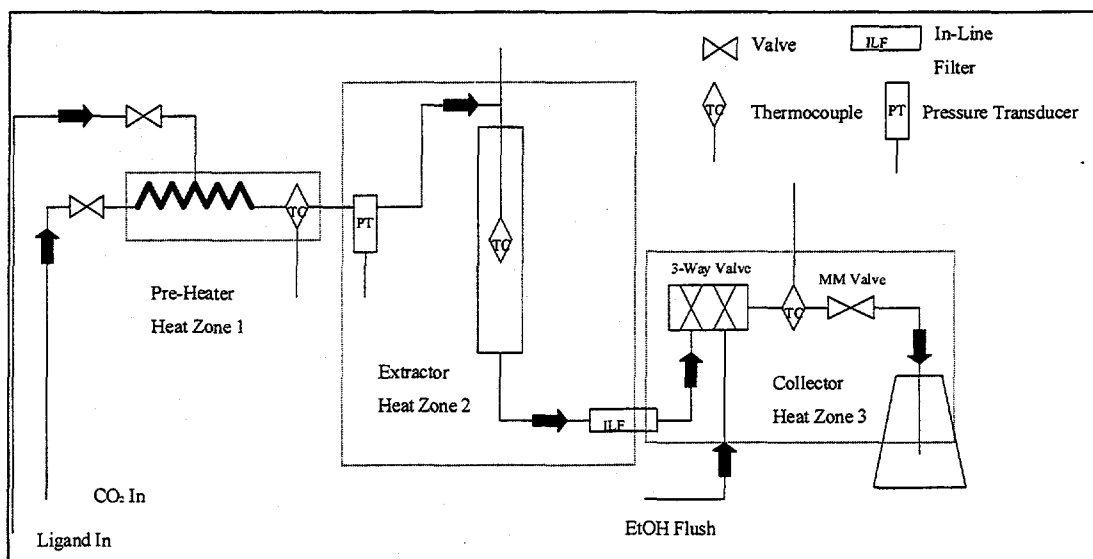 Valve
ILF
In-Line
Filter
TC
Thermocouple
PT
Pressure Transducer
TC
PT
TC
Pre-Heater
Heat Zone 1
3-Way Valve
MM Valve
TC
Extractor
Heat Zone 2
Collector
Heat Zone 3
ILF
CO₂ In
EtOH Flush
Ligand In